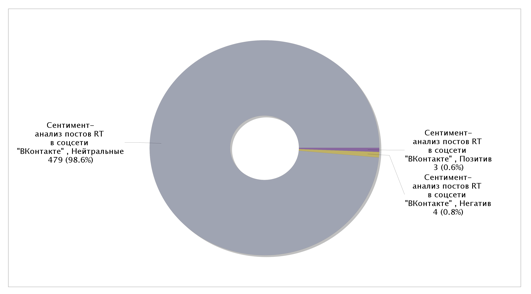 Сентимент-
анализ постов RT
в соцсети
"ВКонтакте" , Нейтральные
479 (98.6%)
Сентимент-
анализ постов RT
в соцсети
"ВКонтакте" , Позитив
3 (0.6%)
Сентимент-
анализ постов RT
в соцсети
"ВКонтакте" , Негатив
4 (0.8%)